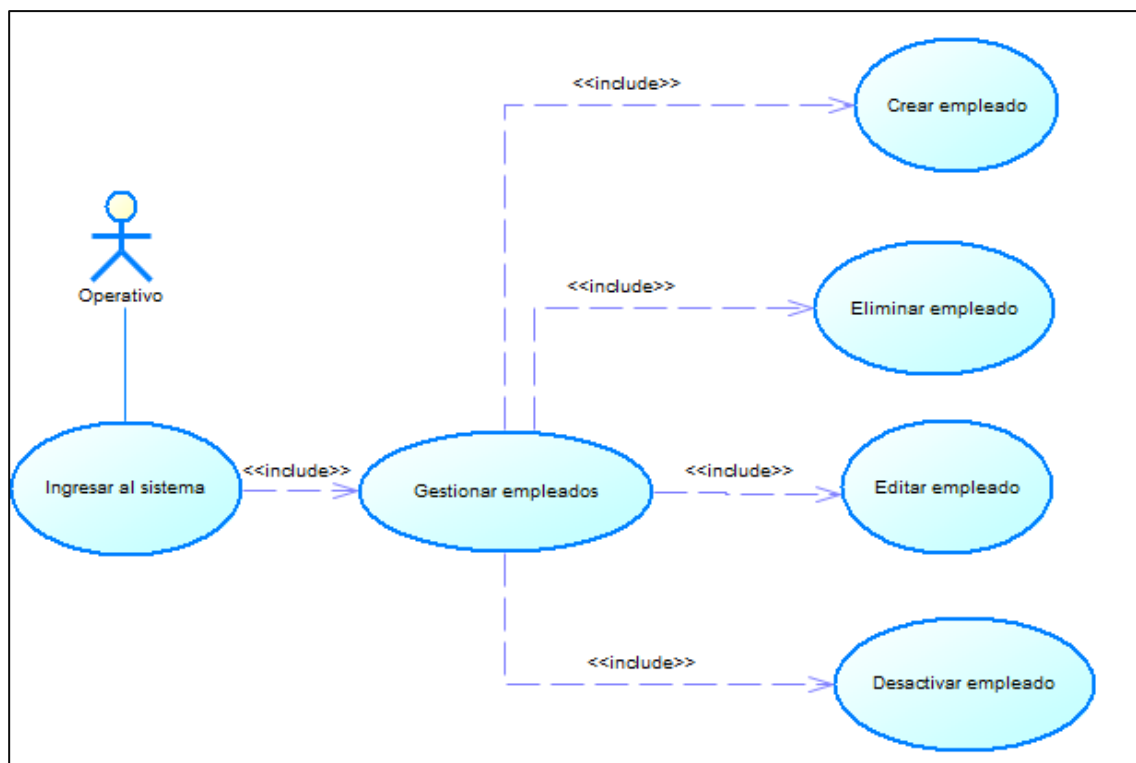 <<include>>
Crear empleado
Operativo
<<include>>
Eliminar empleado
Ingresar al sistema
<<include>>
Gestionar empleados
<<include>>
Editar empleado
<<include>>
Desactivar empleado